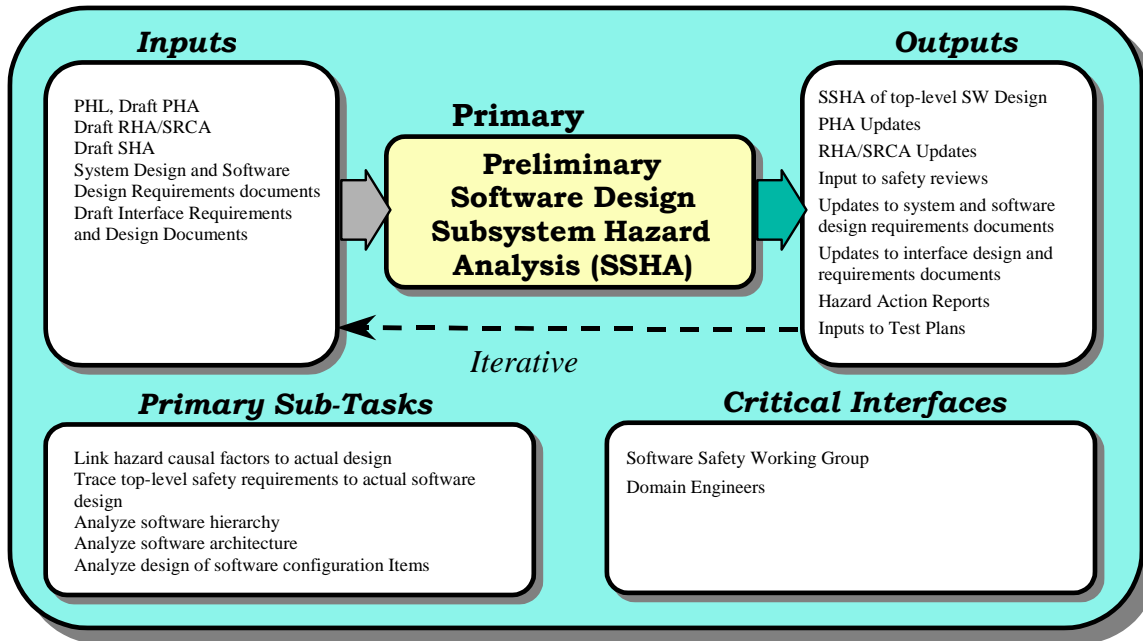 Inputs
PHL, Draft PHA
Draft RHA/SRCA
Draft SHA
System Design and Software
Design Requirements documents
Draft Interface Requirements
and Design Documents
Primary
Preliminary
Software Design
Subsystem Hazard
Analysis (SSHA)
Outputs
SSHA of top-level SW Design
PHA Updates
RHA/SRCA Updates
Input to safety reviews
Updates to system and software
design requirements documents
Updates to interface design and
requirements documents
Hazard Action Reports
Inputs to Test Plans
Iterative
Primary Sub-Tasks
Link hazard causal factors to actual design
Trace top-level safety requirements to actual software
design
Analyze software hierarchy
Analyze software architecture
Analyze design of software configuration Items
Critical Interfaces
Software Safety Working Group
Domain Engineers